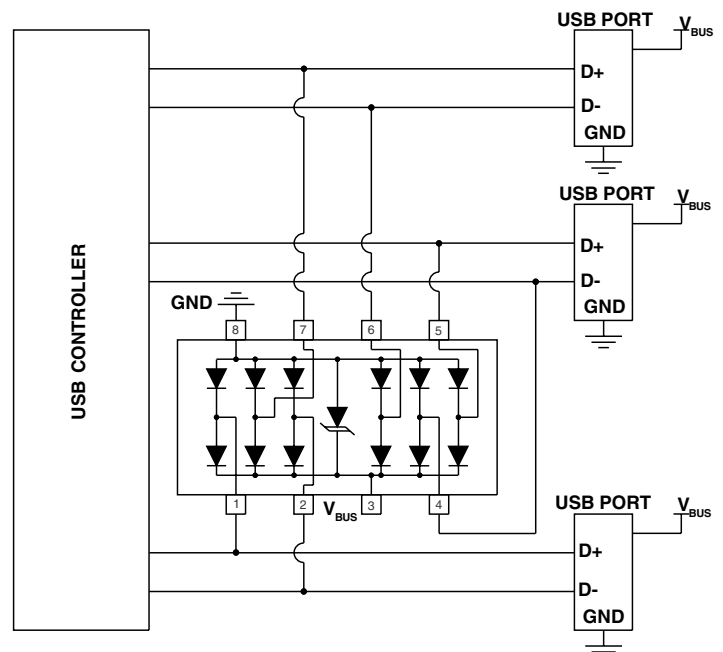 USB PORT
VBUS
D+
D-
GND
USB PORT
VBUS
D+
D-
GND
USB CONTROLLER
GND
8
7
6
5
1
2
VBUS
3
4
USB PORT
VBUS
D+
D-
GND